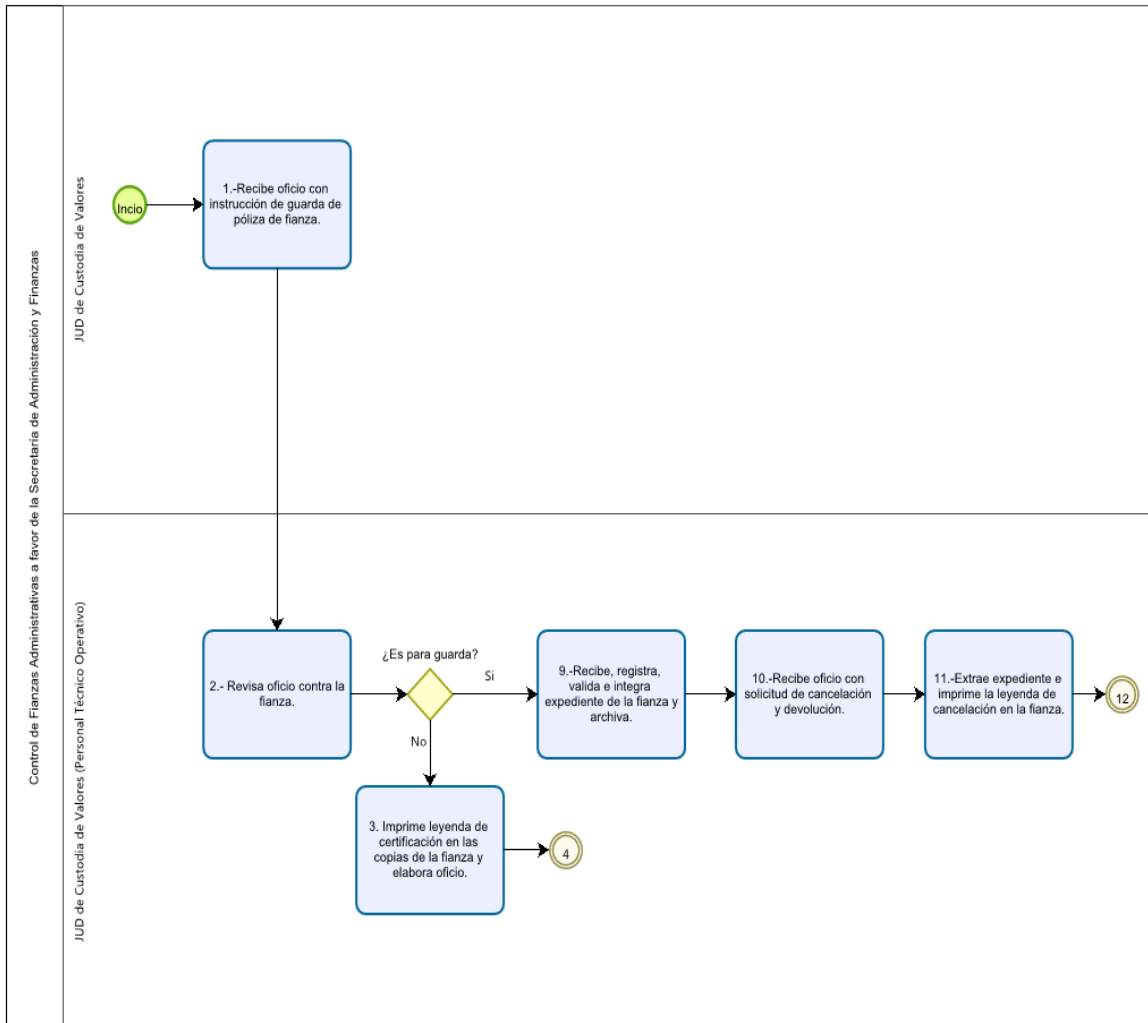 Control de Fianzas Administrativas a favor de la Secretaría de Administración y Finanzas
JUD de Custodia de Valores
Incio
1.-Recibe oficio con
instrucción de guarda de
póliza de fianza.
JUD de Custodia de Valores (Personal Técnico Operativo)
2.- Revisa oficio contra la
fianza.
¿Es para guarda?
Si
No
9.-Recibe, registra,
valida e integra
expediente de la fianza y
archiva.
10.-Recibe oficio con
solicitud de cancelación
y devolución.
11.-Extrae expediente e
imprime la leyenda de
cancelación en la fianza.
12
3. Imprime leyenda de
certificación en las
copias de la fianza y
elabora oficio.
4